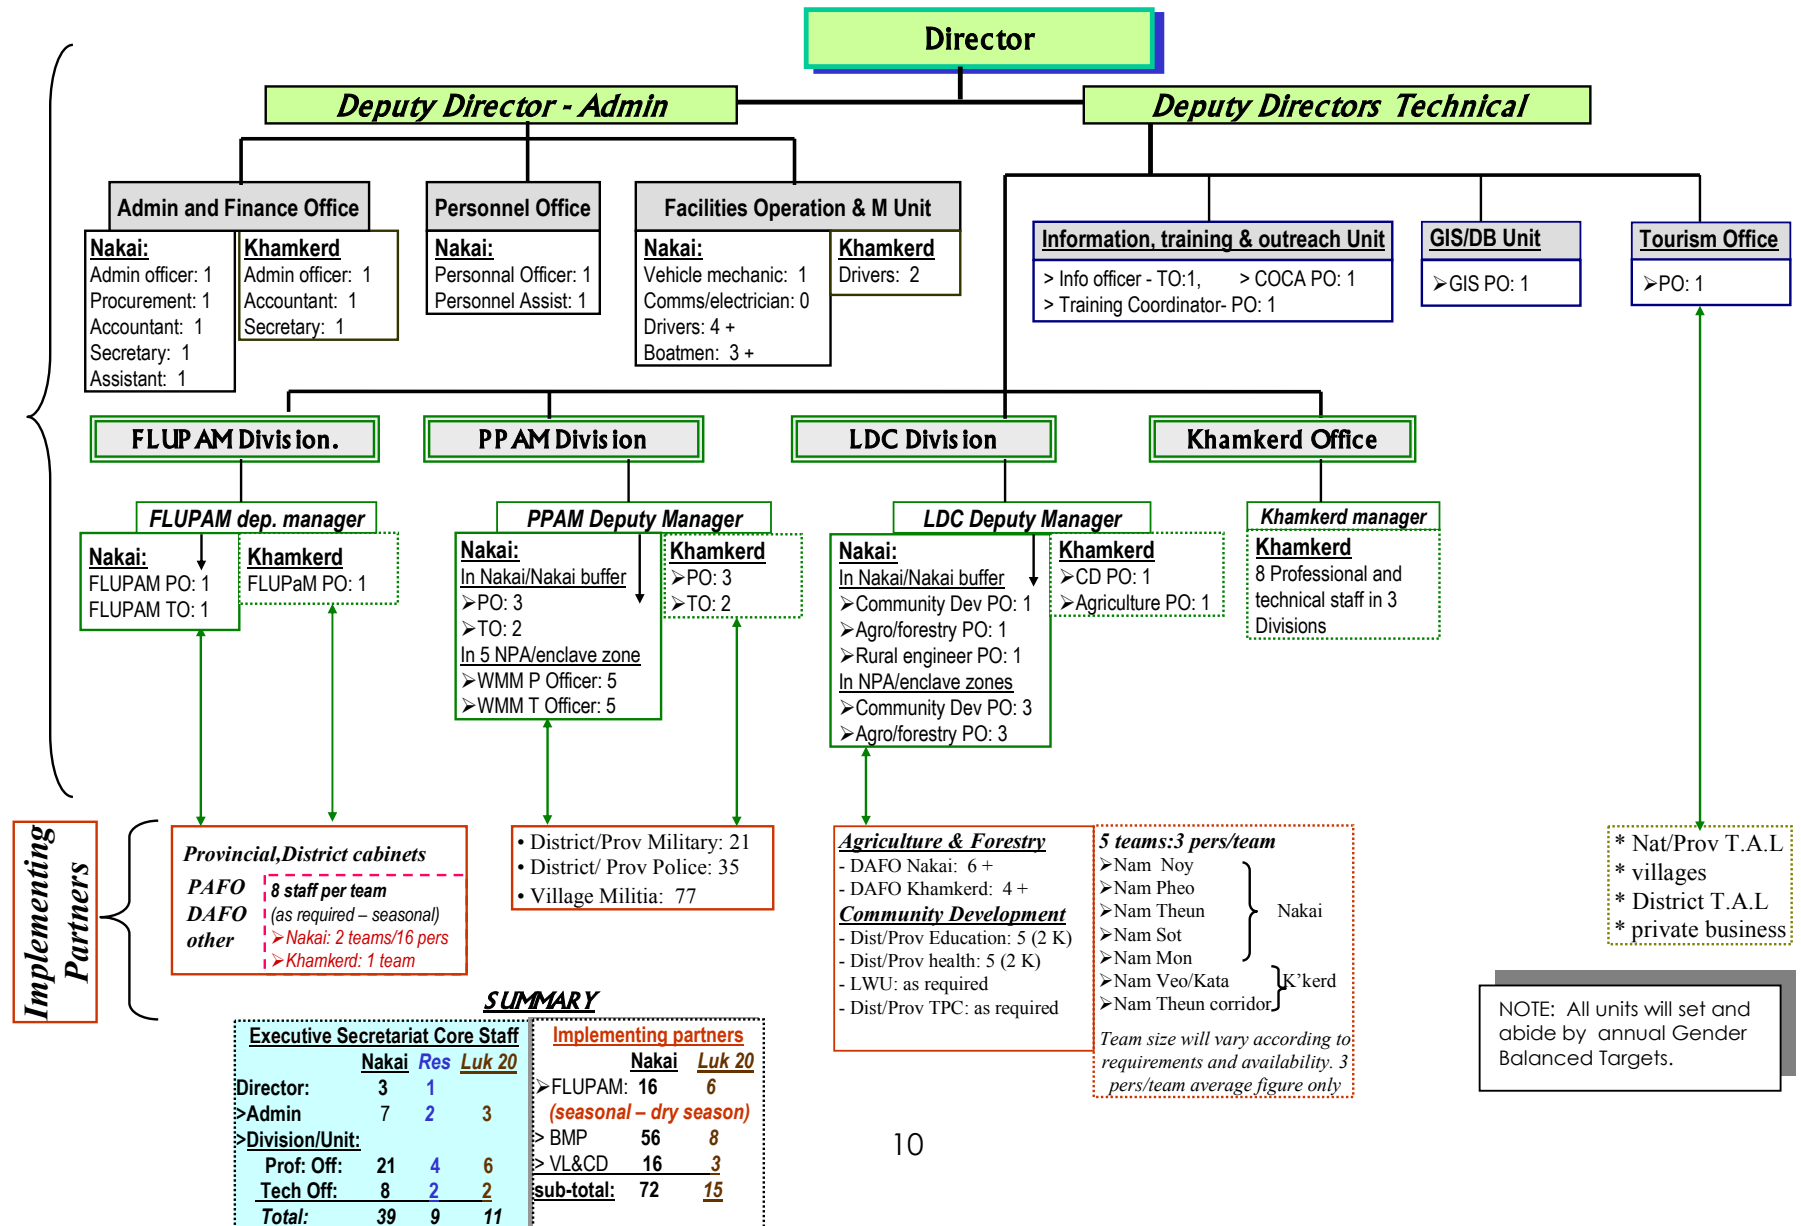 Director
Deputy Director - Admin
Deputy Directors Technical
Admin and Finance Office
Nakai:
Admin officer: 1
Procurement: 1
Accountant: 1
Secretary: 1
Assistant: 1
Khamkerd
Admin officer: 1
Accountant: 1
Secretary: 1
Personnel Office
Nakai:
Personnal Officer: 1
Personnel Assist: 1
Facilities Operation & M Unit
Nakai:
Vehicle mechanic: 1
Comms/electrician: 0
Drivers: 4 +
Boatmen: 3 +
Khamkerd
Drivers: 2
Information, training & outreach Unit
> Info officer - TO:1, > COCA PO: 1
> Training Coordinator- PO: 1
GIS/DB Unit
➢GIS PO: 1
Tourism Office
➢PO: 1
FLUPAM Division.
PPAM Division
LDC Division
Khamkerd Office
FLUPAM dep. manager
Nakai:
FLUPAM PO: 1
FLUPAM TO: 1
Khamkerd
FLUPaM PO: 1
PPAM Deputy Manager
Nakai:
In Nakai/Nakai buffer
➢PO: 3
➢TO: 2
In 5 NPA/enclave zone
➢WMM P Officer: 5
➢WMM T Officer: 5
Khamkerd
➢PO: 3
➢TO: 2
LDC Deputy Manager
Nakai:
In Nakai/Nakai buffer
➢Community Dev PO: 1
➢Agro/forestry PO: 1
➢Rural engineer PO: 1
In NPA/enclave zones
➢Community Dev PO: 3
➢Agro/forestry PO: 3
Khamkerd
➢CD PO: 1
➢Agriculture PO: 1
Khamkerd manager
Khamkerd
8 Professional and
technical staff in 3
Divisions
Implementing
Partners
Provincial,District cabinets
PAFO
DAFO
other
8 staff per team
(as required – seasonal)
➢Nakai: 2 teams/16 pers
➢Khamkerd: 1 team
• District/Prov Military: 21
• District/ Prov Police: 35
• Village Militia: 77
Agriculture & Forestry
- DAFO Nakai: 6 +
- DAFO Khamkerd: 4 +
Community Development
- Dist/Prov Education: 5 (2 K)
- Dist/Prov health: 5 (2 K)
- LWU: as required
- Dist/Prov TPC: as required
5 teams:3 pers/team
➢Nam Noy
➢Nam Pheo
➢Nam Theun
➢Nam Sot
➢Nam Mon
➢Nam Veo/Kata
➢Nam Theun corridor
Nakai
K'kerd
Team size will vary according to
requirements and availability. 3
pers/team average figure only
* Nat/Prov T.A.L
* villages
* District T.A.L
* private business
NOTE: All units will set and
abide by annual Gender
Balanced Targets.
SUMMARY
Executive Secretariat Core Staff
Nakai Res Luk 20
Director: 3 1
>Admin 7 2 3
>Division/Unit:
Prof: Off: 21 4 6
Tech Off: 8 2 2
Total: 39 9 11
Implementing partners
Nakai Luk 20
➢FLUPAM: 16 6
(seasonal – dry season)
> BMP 56 8
> VL&CD 16 3
sub-total: 72 15
10